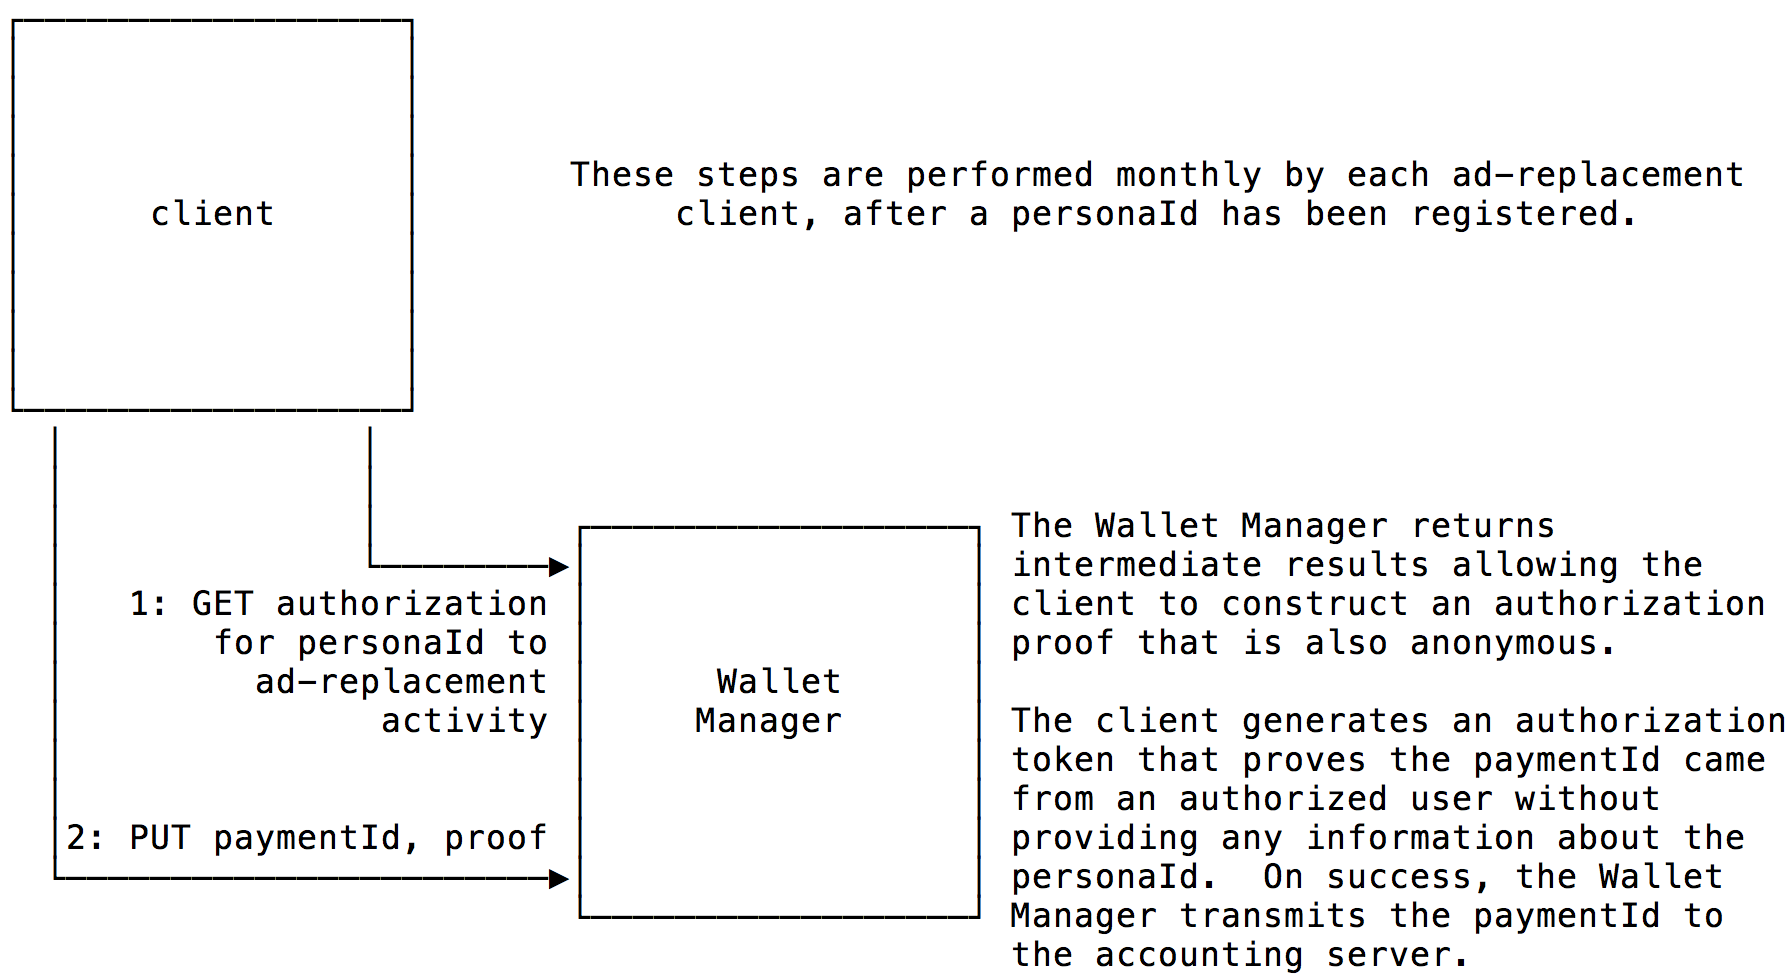 client
These steps are performed monthly by each ad-replacement
client, after a personaId has been registered.
1: GET authorization
for personaId to
ad-replacement
activity
2: PUT paymentId, proof
Wallet
Manager
The Wallet Manager returns
intermediate results allowing the
client to construct an authorization
proof that is also anonymous.
The client generates an authorization
token that proves the paymentId came
from an authorized user without
providing any information about the
personaId.  On success, the Wallet
Manager transmits the paymentId to
the accounting server.